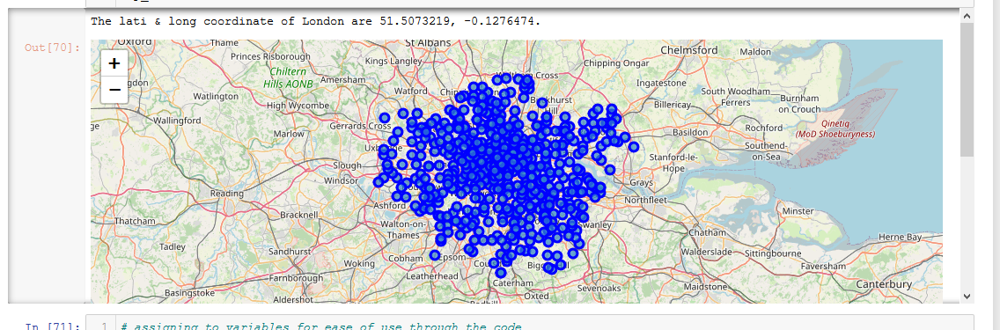 The lati & long coordinate of London are 51.5073219, -0.1276474.
Out[70]:
+
−
Oxford
Thame
St Albans
Princes Risborough
Kings Langley
Chipping Ongar
Chelmsford
Maldon
Chiltern
Hills AONB
Amersham
Cross
Ingatestone
gdon
Watlington
High Wycombe
Watford
South Woodham
Ferrers
Burnham
on Crouch
Wallingford
Gerrards Cross
Hill
Billericay
Rochford
Qinetiq
(MoD Shoeburyness)
ge
Marlow
Basildon
Southend-
on-Sea
Slough
Stanford-le-
Hope
Windsor
Grays
Reading
Ashford
Northfleet
Bracknell
Minster
Thatcham
Walton-on-
Thames
Swanley
Chatham
Herne Bay
Tadley
Sandhurst
Cobham
Walderslade
Sittingbourne
Woking
Faversham
Farnborough
Leatherhead
Caterham
Sevenoaks
Maidstone
Canterbury
Basingstoke
Aldershot
Oxted
Redhill
In [71]:
1 # assigning to variables for ease of use through the code